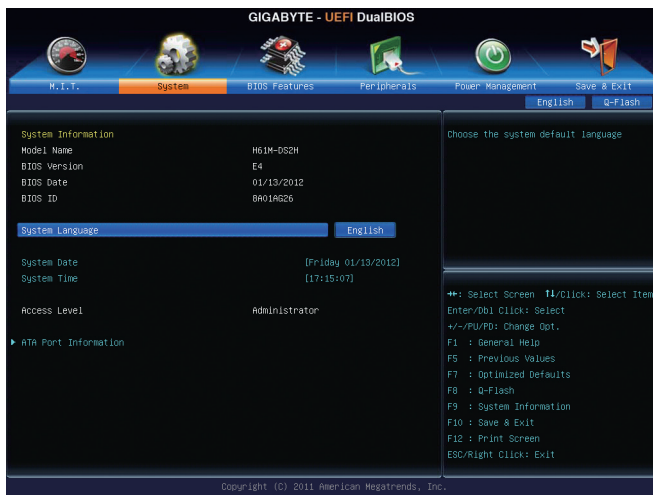 GIGABYTE - UEFI DualBIOS
M.I.T. System BIOS Features Peripherals Power Management Save & Exit
English Q-Flash
System Information
Model Name H61M-DS2H
BIOS Version E4
BIOS Date 01/13/2012
BIOS ID BA01AG26
System Language English
System Date [Friday 01/13/2012]
System Time [17:15:07]
Access Level Administrator
ATA Port Information
Choose the system default language
→←: Select Screen ↑↓/Click: Select Item
Enter/Dbl Click: Select
+/-/PU/PD: Change Opt.
F1 : General Help
F5 : Previous Values
F7 : Optimized Defaults
F8 : Q-Flash
F9 : System Information
F10 : Save & Exit
F12 : Print Screen
ESC/Right Click: Exit
Copyright (C) 2011 American Megatrends, Inc.